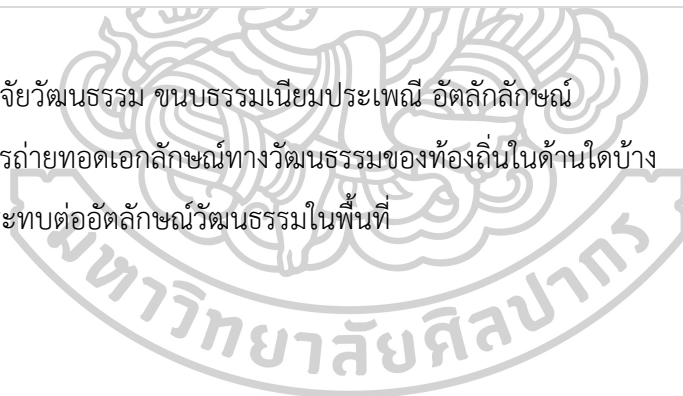 จัยวัฒนธรรม ขนบธรรมเนียมประเพณี อัตลักลักษณ์
รถ่ายทอดเอกลักษณ์ทางวัฒนธรรมของท้องถิ่นในด้านใดบ้าง
ะทบต่ออัตลักษณ์วัฒนธรรมในพื้นที่
มหาวิทยาลัยศิลปากร